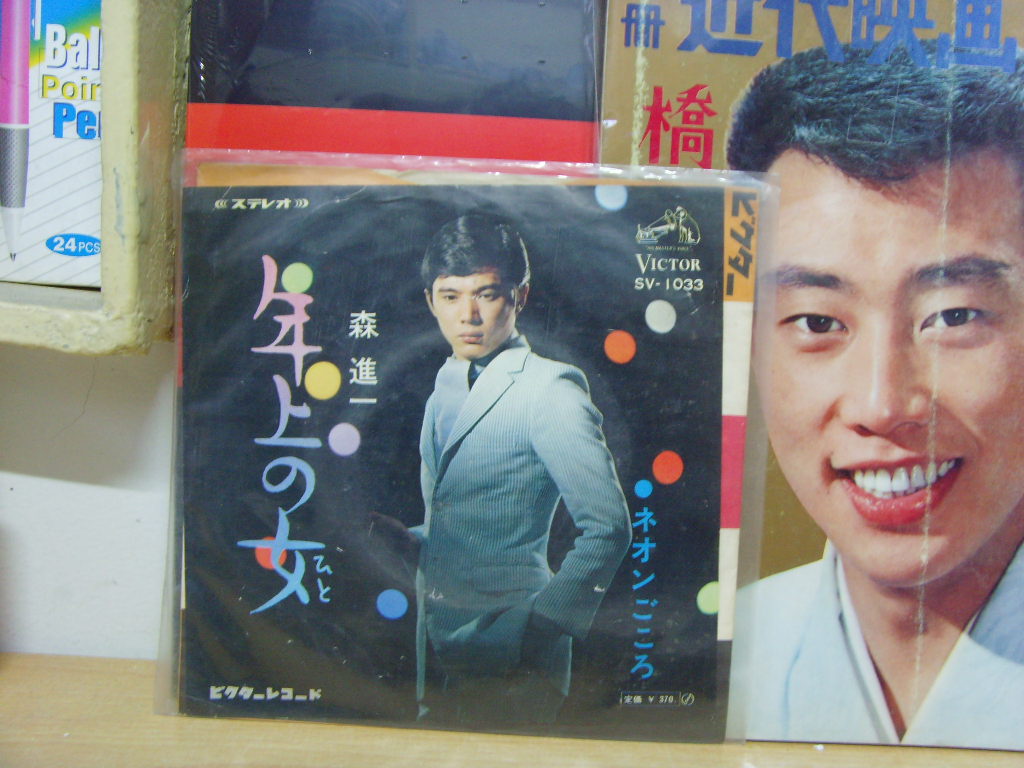 Bal
Poin
Pe
24 PCS
冊 近代映画
橋
ステレオ
VICTOR
SV-1033
ビクター
年上の女
ひと
森進一
ネオンごころ
ビクターレコード
定価 ¥ 370